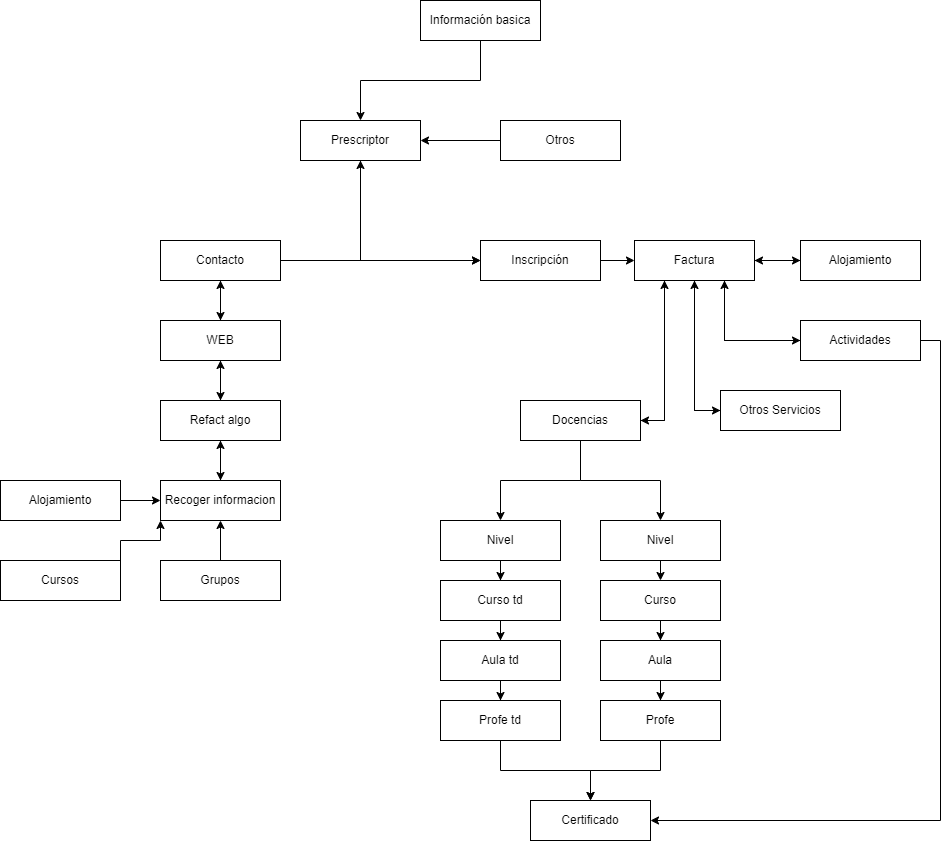 Información basica
Prescriptor
Otros
Contacto
Inscripción
Factura
Alojamiento
WEB
Actividades
Refact algo
Docencias
Otros Servicios
Alojamiento
Recoger informacion
Cursos
Grupos
Nivel
Nivel
Curso td
Curso
Aula td
Aula
Profe td
Profe
Certificado